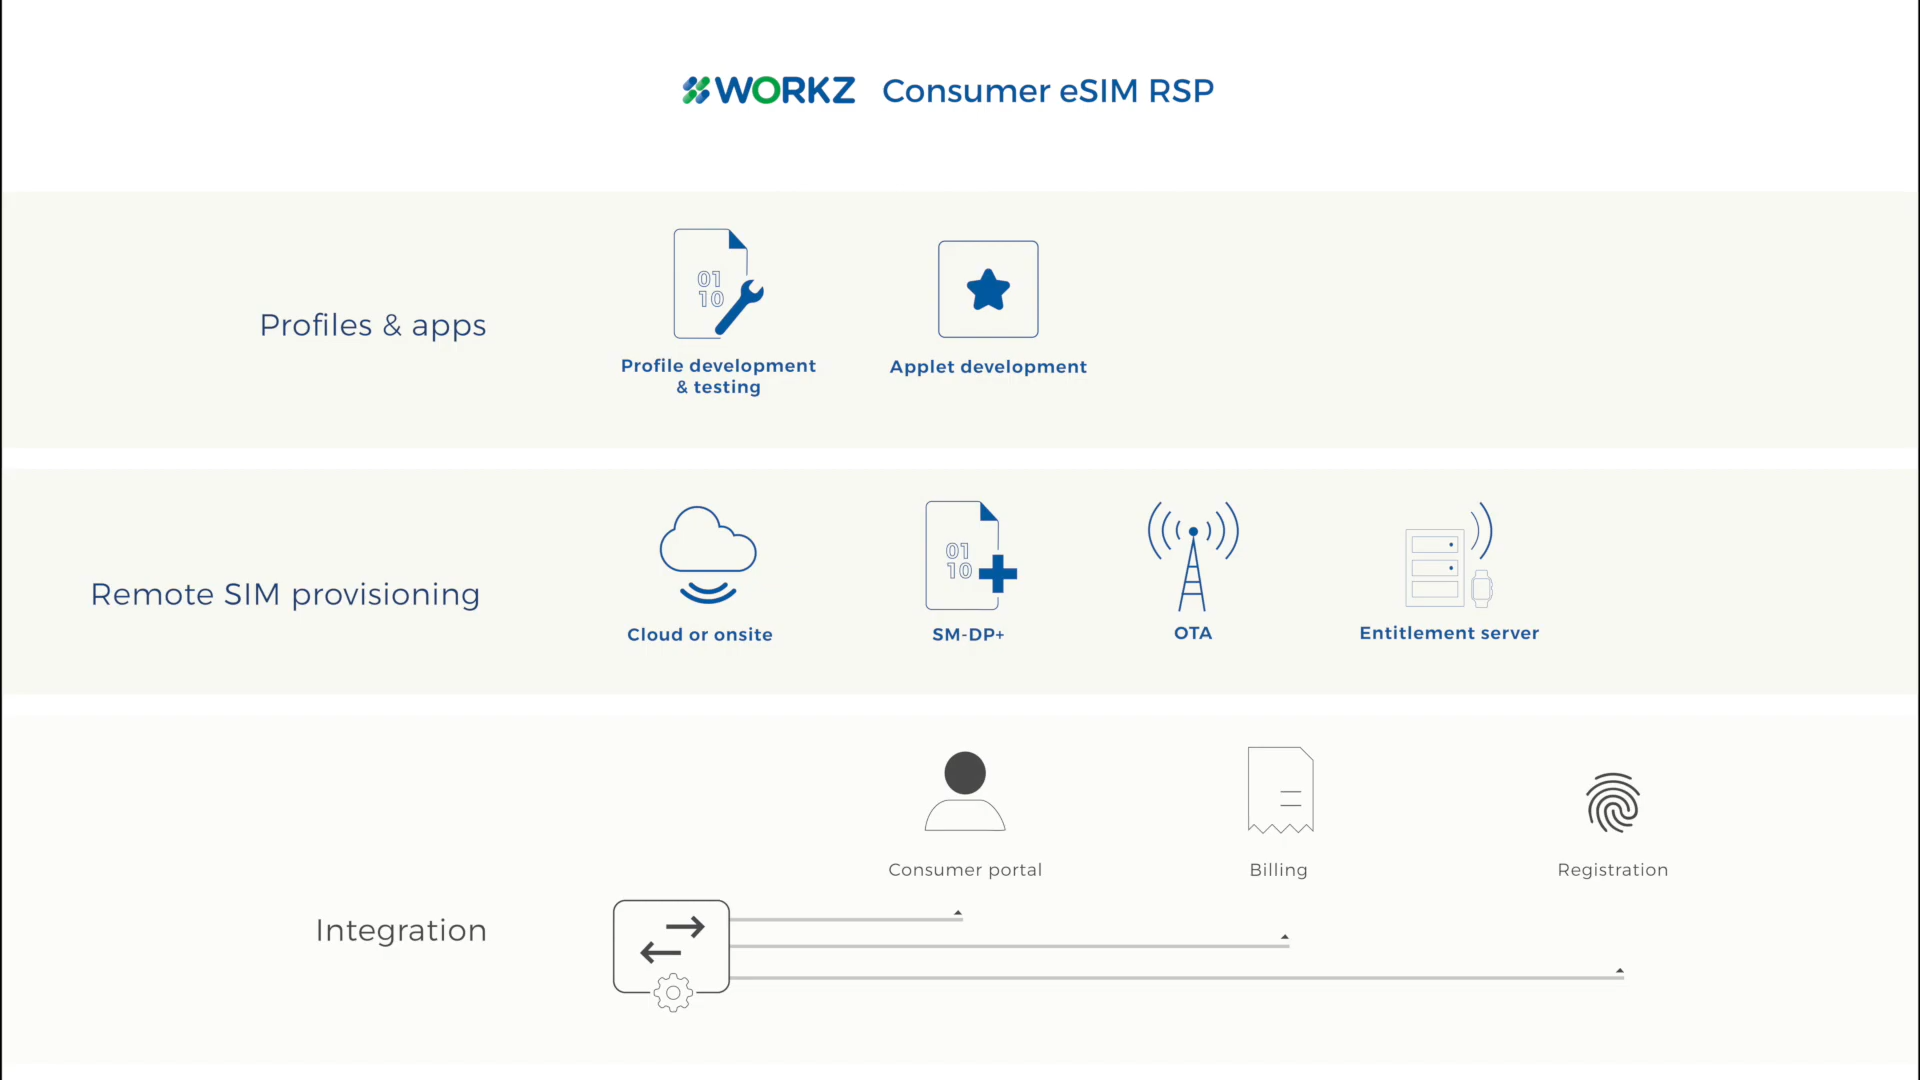 WORKZ Consumer eSIM RSP
Profiles & apps
01
10
Profile development
& testing
Applet development
Remote SIM provisioning
Cloud or onsite
01
10
SM-DP+
OTA
Entitlement server
Consumer portal
Billing
Registration
Integration